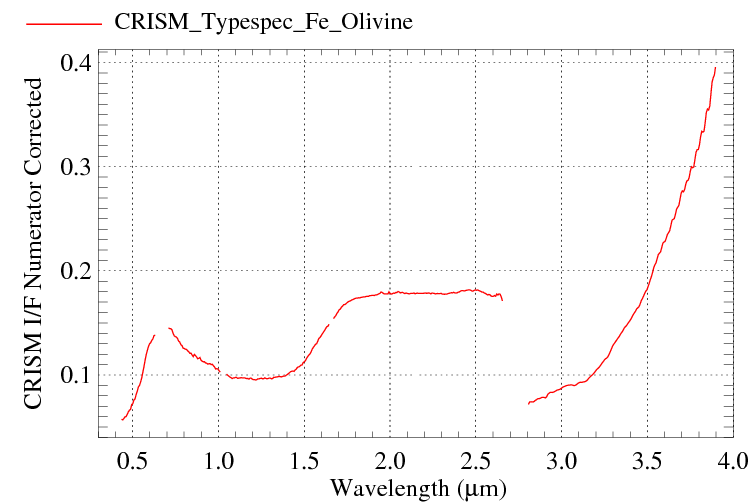 CRISM_Typespec_Fe_Olivine
CRISM I/F Numerator Corrected
0.4
0.3
0.2
0.1
0.5 1.0 1.5 2.0 2.5 3.0 3.5 4.0
Wavelength (μm)